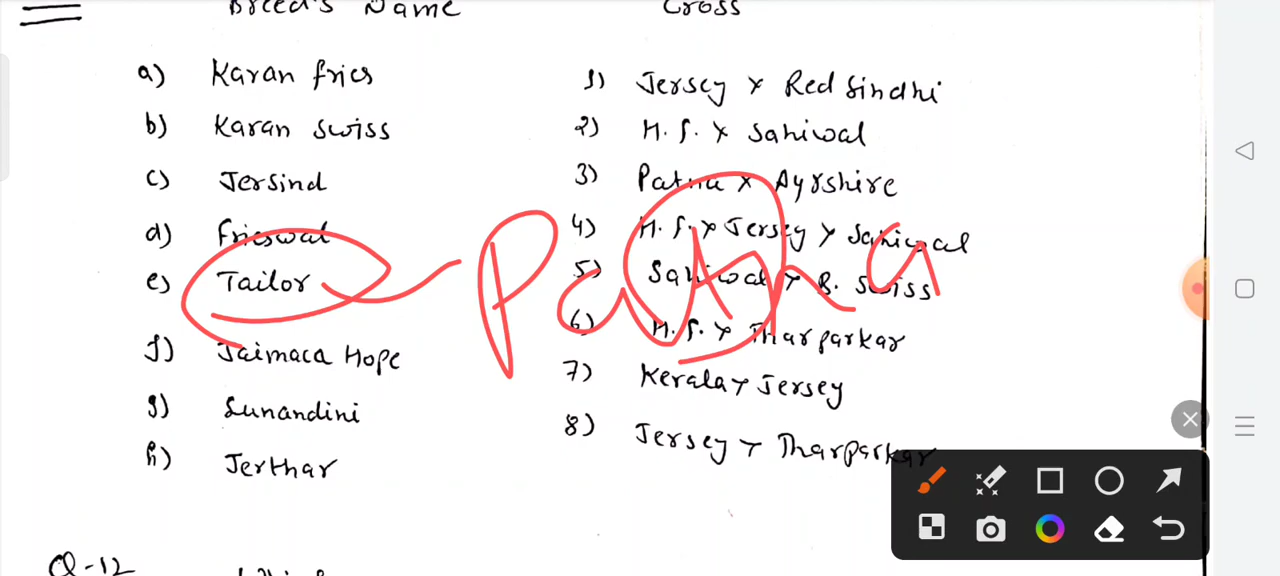 Breed's Name Cross
a) Karan fries 1) Jersey x Red Sindhi
b) Karan swiss 2) H. F. x Sahiwal
c) Jersind 3) Patna x Ayrshire
d) Frieswal 4) H. F. x Jersey x Sahiwal
e) Tailor 5) Sahiwal x B. Swiss
Patna
f) Jaimaca Hope 6) H. F. x Tharparkar
g) Sunandini 7) Kerala x Jersey
h) Jerthar 8) Jersey x Tharparkar
Q-12